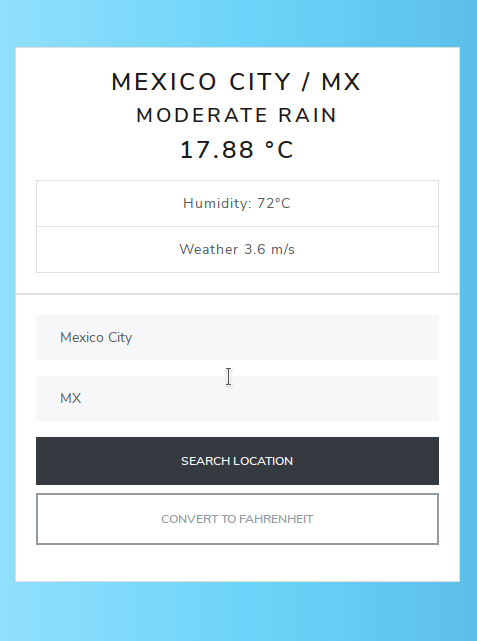 MEXICO CITY / MX
MODERATE RAIN
17.88 °C
Humidity: 72°C
Weather 3.6 m/s
Mexico City
MX
SEARCH LOCATION
CONVERT TO FAHRENHEIT